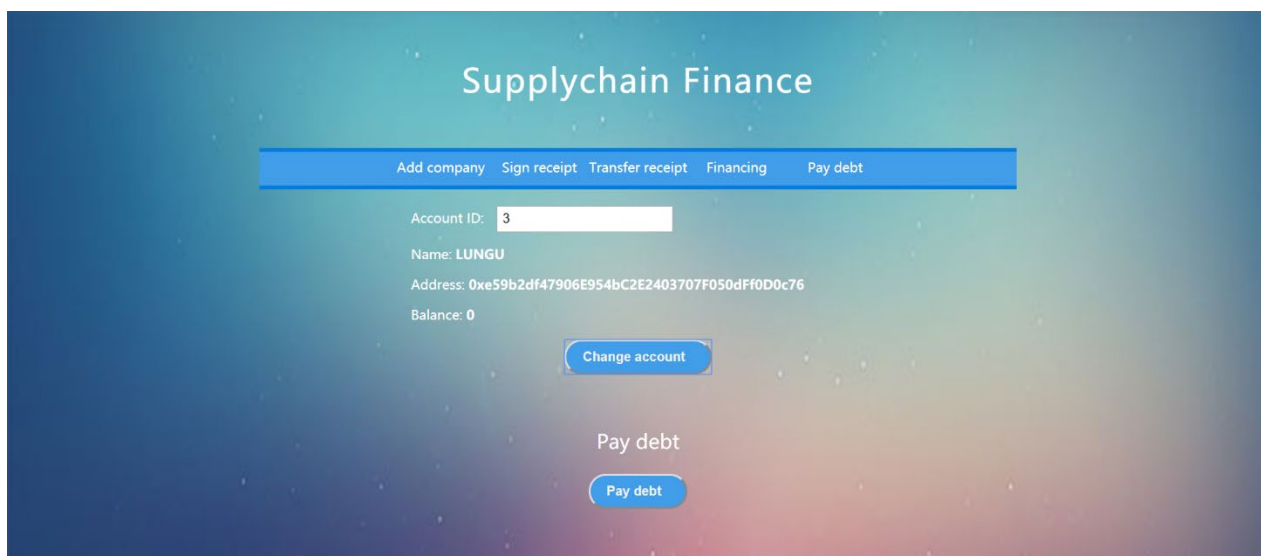 Supplychain Finance
Add company Sign receipt Transfer receipt Financing Pay debt
Account ID: 3
Name: LUNGU
Address: 0xe59b2df47906E954bC2E2403707F050dFf0D0c76
Balance: 0
Change account
Pay debt
Pay debt